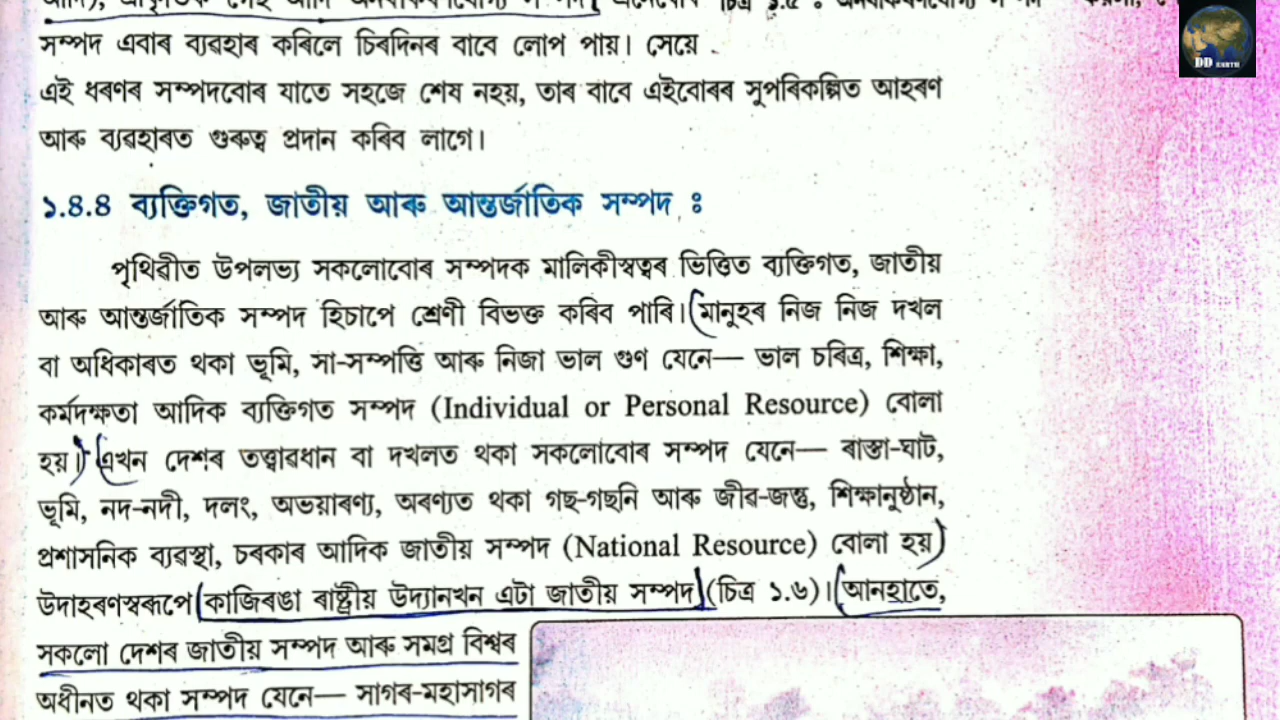 সম্পদ এবাৰ ব্যৱহাৰ কৰিলে চিৰদিনৰ বাবে লোপ পায়। সেয়ে
এই ধৰণৰ সম্পদবোৰ যাতে সহজে শেষ নহয়, তাৰ বাবে এইবোৰৰ সুপৰিকল্পিত আহৰণ
আৰু ব্যৱহাৰত গুৰুত্ব প্ৰদান কৰিব লাগে।
১.৪.৪ ব্যক্তিগত, জাতীয় আৰু আন্তৰ্জাতিক সম্পদ ঃ
পৃথিৱীত উপলভ্য সকলোবোৰ সম্পদক মালিকীস্বত্বৰ ভিত্তিত ব্যক্তিগত, জাতীয়
আৰু আন্তৰ্জাতিক সম্পদ হিচাপে শ্ৰেণী বিভক্ত কৰিব পাৰি। মানুহৰ নিজ নিজ দখল
বা অধিকাৰত থকা ভূমি, সা-সম্পত্তি আৰু নিজা ভাল গুণ যেনে— ভাল চৰিত্ৰ, শিক্ষা,
কৰ্মদক্ষতা আদিক ব্যক্তিগত সম্পদ (Individual or Personal Resource) বোলা
হয়। এখন দেশৰ তত্ত্বাৱধান বা দখলত থকা সকলোবোৰ সম্পদ যেনে— ৰাস্তা-ঘাট,
ভূমি, নদ-নদী, দলং, অভয়াৰণ্য, অৰণ্যত থকা গছ-গছনি আৰু জীৱ-জন্তু, শিক্ষানুষ্ঠান,
প্ৰশাসনিক ব্যৱস্থা, চৰকাৰ আদিক জাতীয় সম্পদ (National Resource) বোলা হয়
উদাহৰণস্বৰূপে কাজিৰঙা ৰাষ্ট্ৰীয় উদ্যানখন এটা জাতীয় সম্পদ (চিত্ৰ ১.৬)। আনহাতে,
সকলো দেশৰ জাতীয় সম্পদ আৰু সমগ্ৰ বিশ্বৰ
অধীনত থকা সম্পদ যেনে— সাগৰ-মহাসাগৰ
DD EARTH